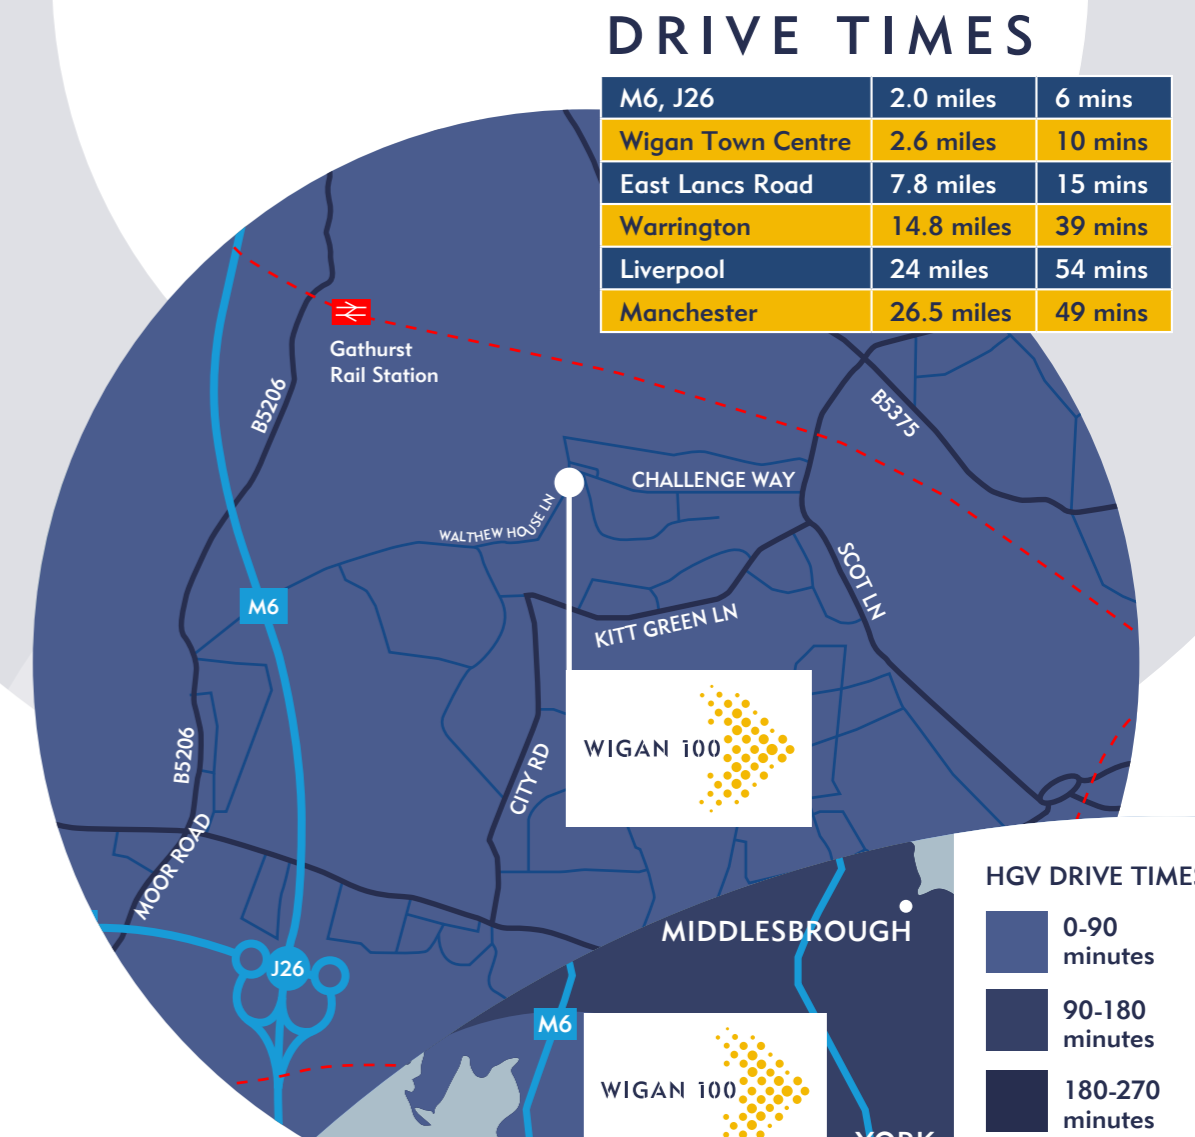 DRIVE TIMES
M6, J26 2.0 miles 6 mins
Wigan Town Centre 2.6 miles 10 mins
East Lancs Road 7.8 miles 15 mins
Warrington 14.8 miles 39 mins
Liverpool 24 miles 54 mins
Manchester 26.5 miles 49 mins
Gathurst
Rail Station
B5206
B5375
CHALLENGE WAY
WALTHEW HOUSE LN
SCOT LN
M6
KITT GREEN LN
WIGAN 100
B5206
CITY RD
MOOR ROAD
J26
MIDDLESBROUGH
M6
WIGAN 100
YORK
HGV DRIVE TIMES
0-90
minutes
90-180
minutes
180-270
minutes